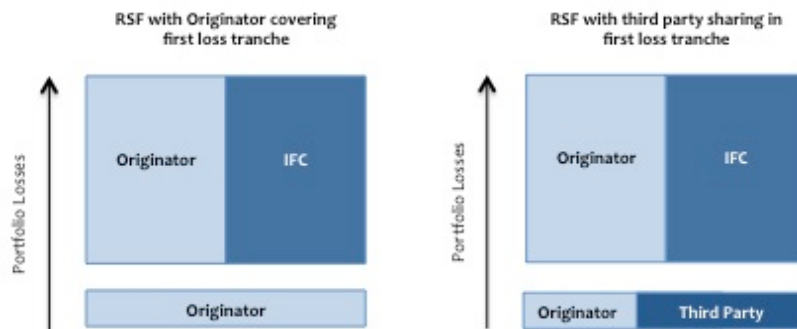 RSF with Originator covering
first loss tranche
Portfolio Losses
Originator
IFC
Originator
RSF with third party sharing in
first loss tranche
Portfolio Losses
Originator
IFC
Originator
Third Party